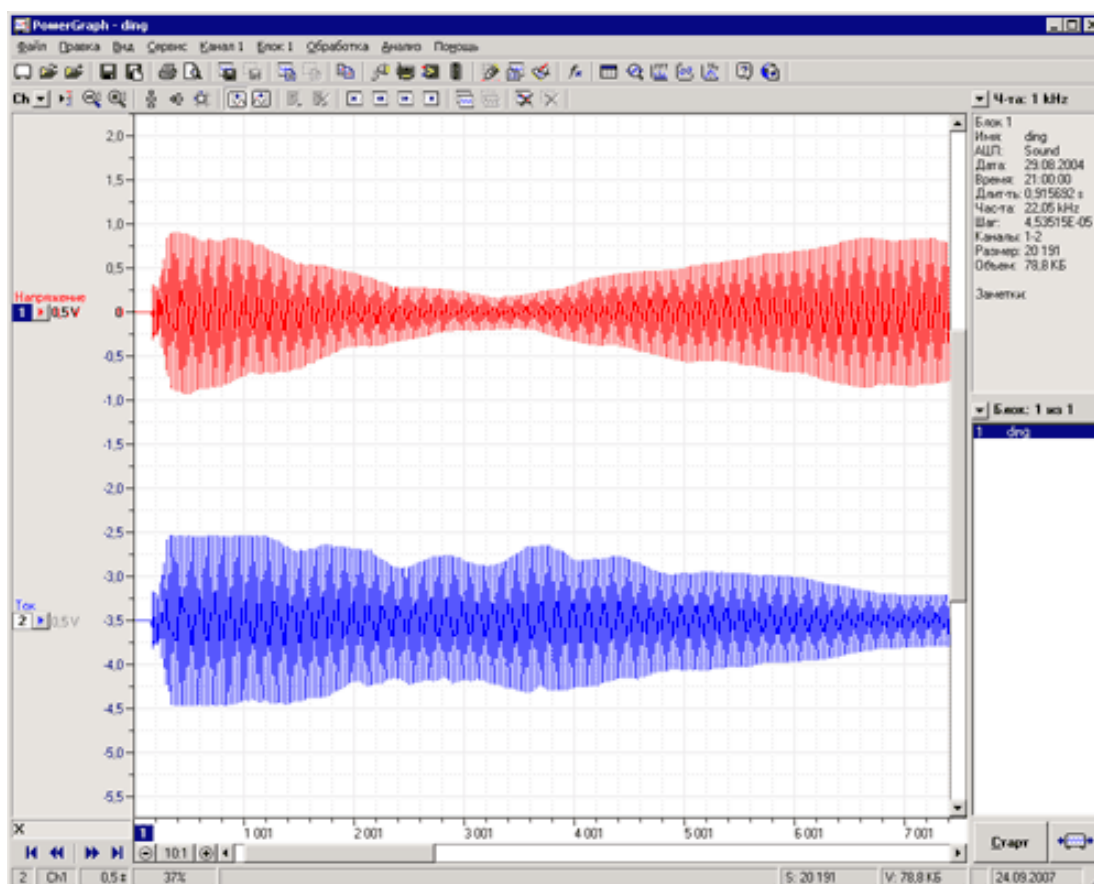 PowerGraph - ding
Файл Правка Вид Сервис Канал 1 Блок 1 Обработка Анализ Помощь
Ch
Ч-та: 1 kHz
Блок 1
Имя: ding
АЦП: Sound
Дата: 29.08.2004
Время: 21:00:00
Длит-ть: 0,915692 s
Час-та: 22,05 kHz
Шаг: 4,53515E-05
Каналы: 1-2
Размер: 20 191
Объем: 78,8 КБ
Заметки:
2,0
1,5
1,0
0,5
Напряжение
1 0,5 V 0
-0,5
-1,0
-1,5
-2,0
-2,5
-3,0
Ток
2 0,5 V -3,5
-4,0
-4,5
-5,0
-5,5
Блок: 1 из 1
1 ding
X
1 1 001 2 001 3 001 4 001 5 001 6 001 7 001
10:1
Старт
2 Ch1 0,5 s 37% S: 20 191 V: 78,8 КБ 24.09.2007